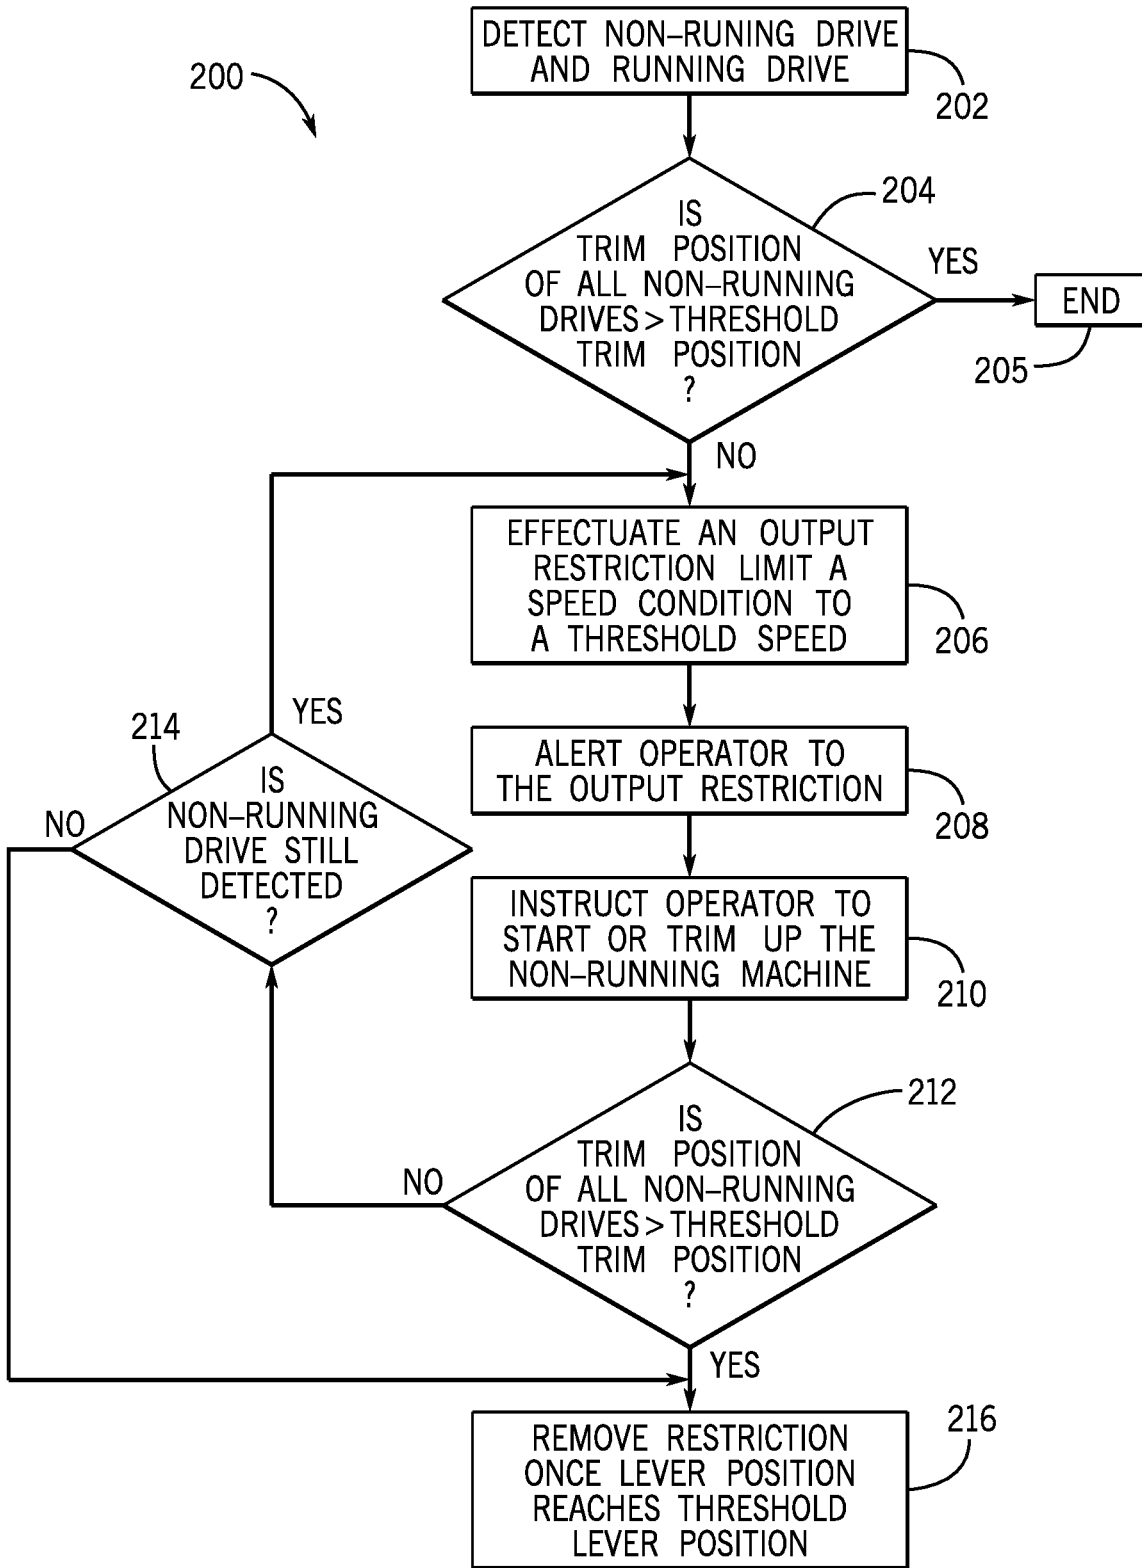 200
DETECT NON–RUNING DRIVE
AND RUNNING DRIVE
202
IS
TRIM POSITION
OF ALL NON–RUNNING
DRIVES > THRESHOLD
TRIM POSITION
?
204
YES
END
205
NO
EFFECTUATE AN OUTPUT
RESTRICTION LIMIT A
SPEED CONDITION TO
A THRESHOLD SPEED
206
ALERT OPERATOR TO
THE OUTPUT RESTRICTION
208
INSTRUCT OPERATOR TO
START OR TRIM UP THE
NON–RUNNING MACHINE
210
IS
TRIM POSITION
OF ALL NON–RUNNING
DRIVES > THRESHOLD
TRIM POSITION
?
212
NO
YES
214
YES
IS
NON–RUNNING
DRIVE STILL
DETECTED
?
NO
REMOVE RESTRICTION
ONCE LEVER POSITION
REACHES THRESHOLD
LEVER POSITION
216